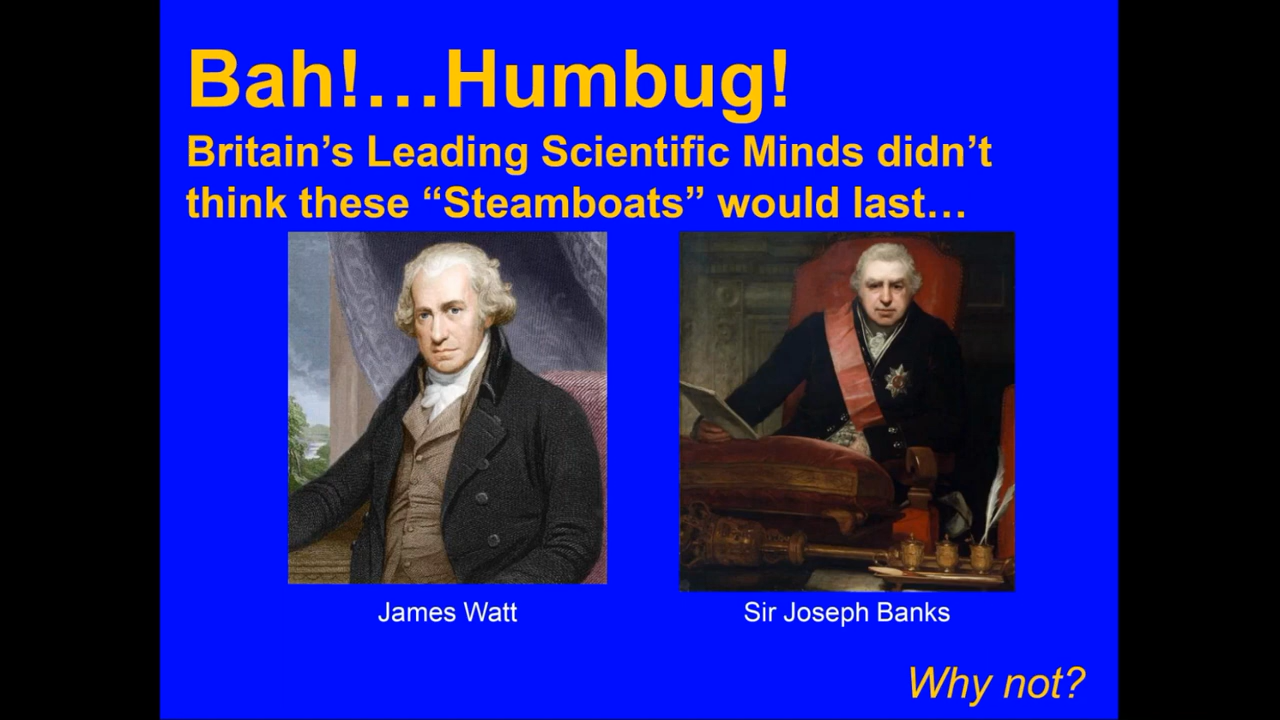 Bah!…Humbug!
Britain’s Leading Scientific Minds didn’t
think these “Steamboats” would last…
James Watt
Sir Joseph Banks
Why not?